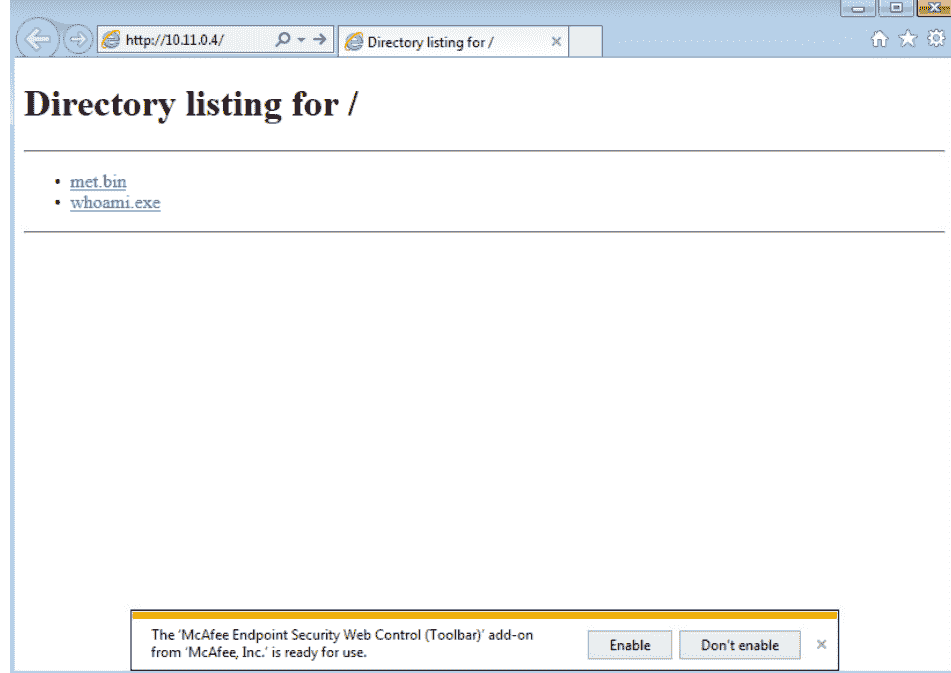 http://10.11.0.4/
Directory listing for /
Directory listing for /
met.bin
whoami.exe
The 'McAfee Endpoint Security Web Control (Toolbar)' add-on
from 'McAfee, Inc.' is ready for use.
Enable
Don't enable